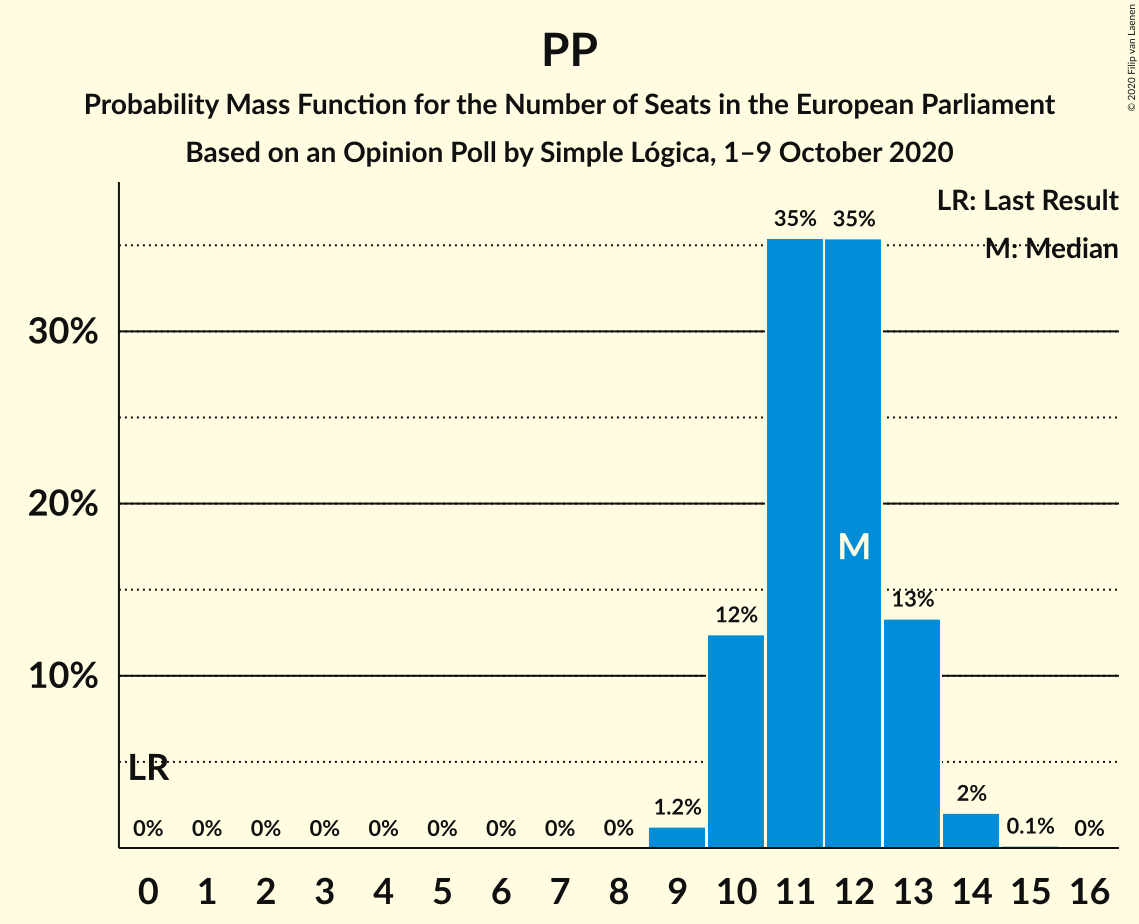 PP
Probability Mass Function for the Number of Seats in the European Parliament
Based on an Opinion Poll by Simple Lógica, 1–9 October 2020
© 2020 Filip van Laenen
LR: Last Result
M: Median
35% 35%
30%
20%
M
13%
12%
10%
LR
0% 0% 0% 0% 0% 0% 0% 0% 0% 1.2% 2% 0.1% 0%
0 1 2 3 4 5 6 7 8 9 10 11 12 13 14 15 16